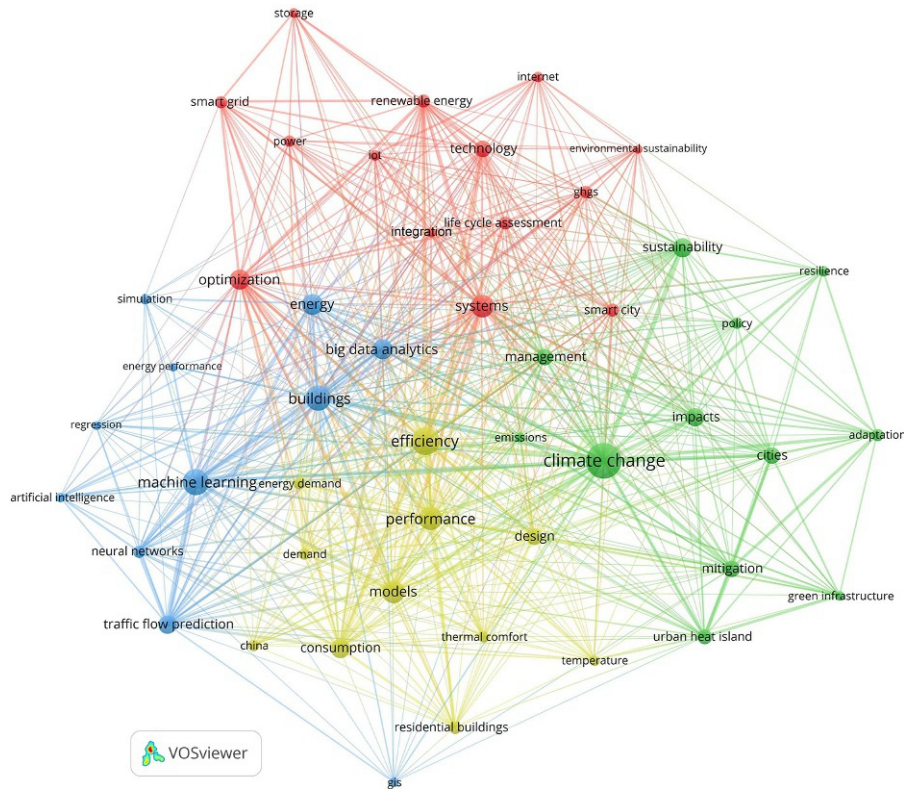 storage
internet
smart grid
renewable energy
power
technology
environmental sustainability
iot
ghgs
life cycle assessment
integration
sustainability
resilience
optimization
simulation
energy
systems
smart city
policy
big data analytics
management
energy performance
buildings
impacts
regression
efficiency
emissions
adaptation
cities
climate change
machine learning
energy demand
artificial intelligence
performance
design
neural networks
demand
mitigation
models
green infrastructure
traffic flow prediction
thermal comfort
urban heat island
china
consumption
temperature
residential buildings
VOSviewer
gis